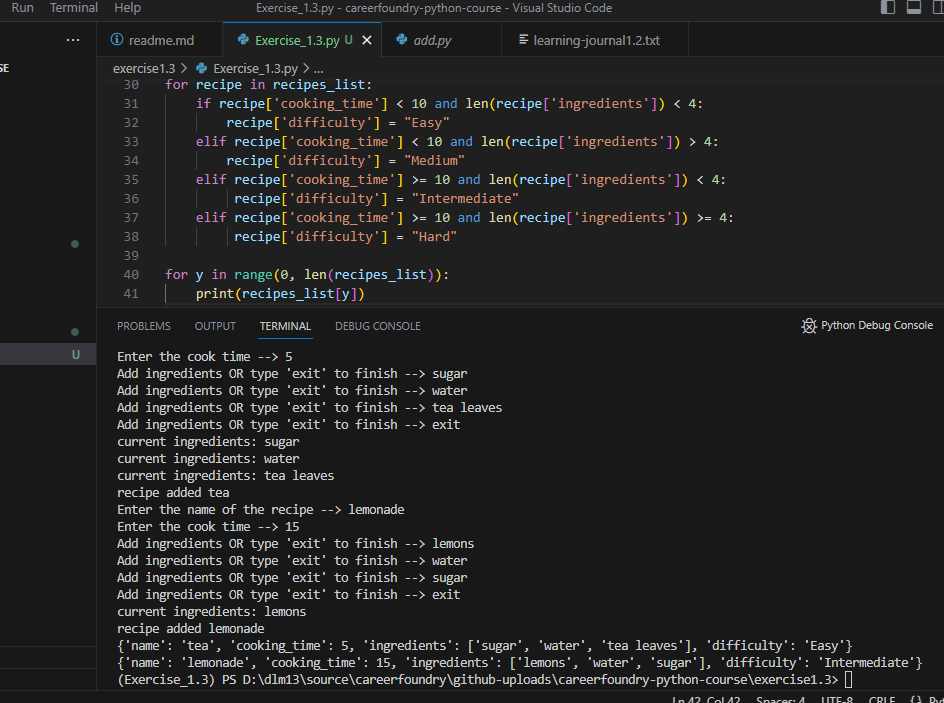 Run Terminal Help Exercise_1.3.py - careerfoundry-python-course - Visual Studio Code
SE
... readme.md Exercise_1.3.py U add.py learning-journal1.2.txt
exercise1.3 > Exercise_1.3.py > ...
30 for recipe in recipes_list:
31 if recipe['cooking_time'] < 10 and len(recipe['ingredients']) < 4:
32 recipe['difficulty'] = "Easy"
33 elif recipe['cooking_time'] < 10 and len(recipe['ingredients']) > 4:
34 recipe['difficulty'] = "Medium"
35 elif recipe['cooking_time'] >= 10 and len(recipe['ingredients']) < 4:
36 recipe['difficulty'] = "Intermediate"
37 elif recipe['cooking_time'] >= 10 and len(recipe['ingredients']) >= 4:
38 recipe['difficulty'] = "Hard"
39
40 for y in range(0, len(recipes_list)):
41 print(recipes_list[y])
PROBLEMS OUTPUT TERMINAL DEBUG CONSOLE Python Debug Console
U
Enter the cook time --> 5
Add ingredients OR type 'exit' to finish --> sugar
Add ingredients OR type 'exit' to finish --> water
Add ingredients OR type 'exit' to finish --> tea leaves
Add ingredients OR type 'exit' to finish --> exit
current ingredients: sugar
current ingredients: water
current ingredients: tea leaves
recipe added tea
Enter the name of the recipe --> lemonade
Enter the cook time --> 15
Add ingredients OR type 'exit' to finish --> lemons
Add ingredients OR type 'exit' to finish --> water
Add ingredients OR type 'exit' to finish --> sugar
Add ingredients OR type 'exit' to finish --> exit
current ingredients: lemons
recipe added lemonade
{'name': 'tea', 'cooking_time': 5, 'ingredients': ['sugar', 'water', 'tea leaves'], 'difficulty': 'Easy'}
{'name': 'lemonade', 'cooking_time': 15, 'ingredients': ['lemons', 'water', 'sugar'], 'difficulty': 'Intermediate'}
(Exercise_1.3) PS D:\dlm13\source\careerfoundry\github-uploads\careerfoundry-python-course\exercise1.3>
Ln 42, Col 42 Spaces: 4 UTF-8 CRLF {} Py